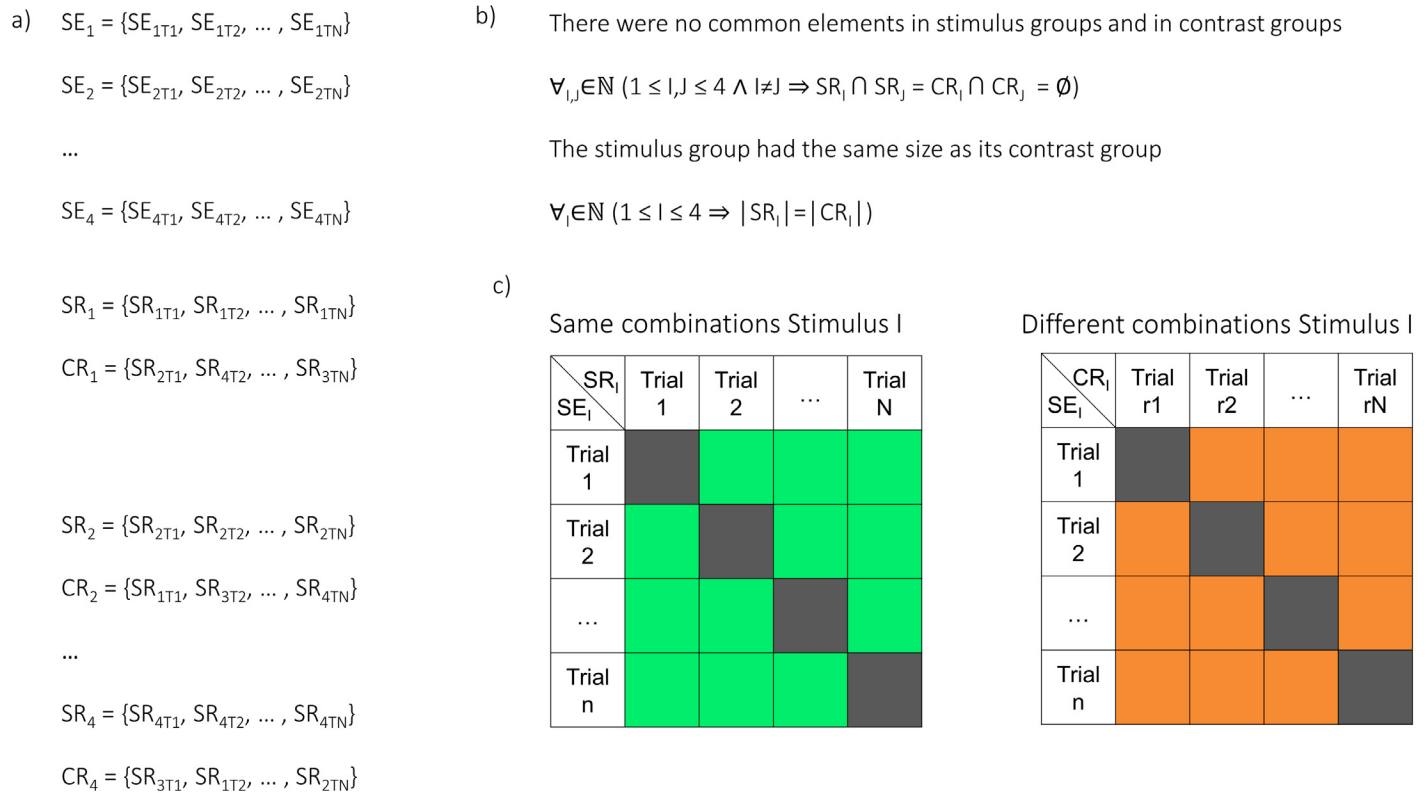 a)
SE₁ = {SE₁T₁, SE₁T₂, ... , SE₁TN}
SE₂ = {SE₂T₁, SE₂T₂, ... , SE₂TN}
...
SE₄ = {SE₄T₁, SE₄T₂, ... , SE₄TN}
SR₁ = {SR₁T₁, SR₁T₂, ... , SR₁TN}
CR₁ = {SR₂T₁, SR₄T₂, ... , SR₃TN}
SR₂ = {SR₂T₁, SR₂T₂, ... , SR₂TN}
CR₂ = {SR₁T₁, SR₃T₂, ... , SR₄TN}
...
SR₄ = {SR₄T₁, SR₄T₂, ... , SR₄TN}
CR₄ = {SR₃T₁, SR₁T₂, ... , SR₂TN}
b)
There were no common elements in stimulus groups and in contrast groups
∀I,J∈ℕ (1 ≤ I,J ≤ 4 ∧ I≠J ⇒ SRI ⋂ SRJ = CRI ⋂ CRJ = ∅)
The stimulus group had the same size as its contrast group
∀I∈ℕ (1 ≤ I ≤ 4 ⇒ |SRI|=|CRI|)
c)
Same combinations Stimulus I
SRI
SEI
Trial
1
Trial
2
...
Trial
N
Trial
1
Trial
2
...
Trial
n
Different combinations Stimulus I
CRI
SEI
Trial
r1
Trial
r2
...
Trial
rN
Trial
1
Trial
2
...
Trial
n